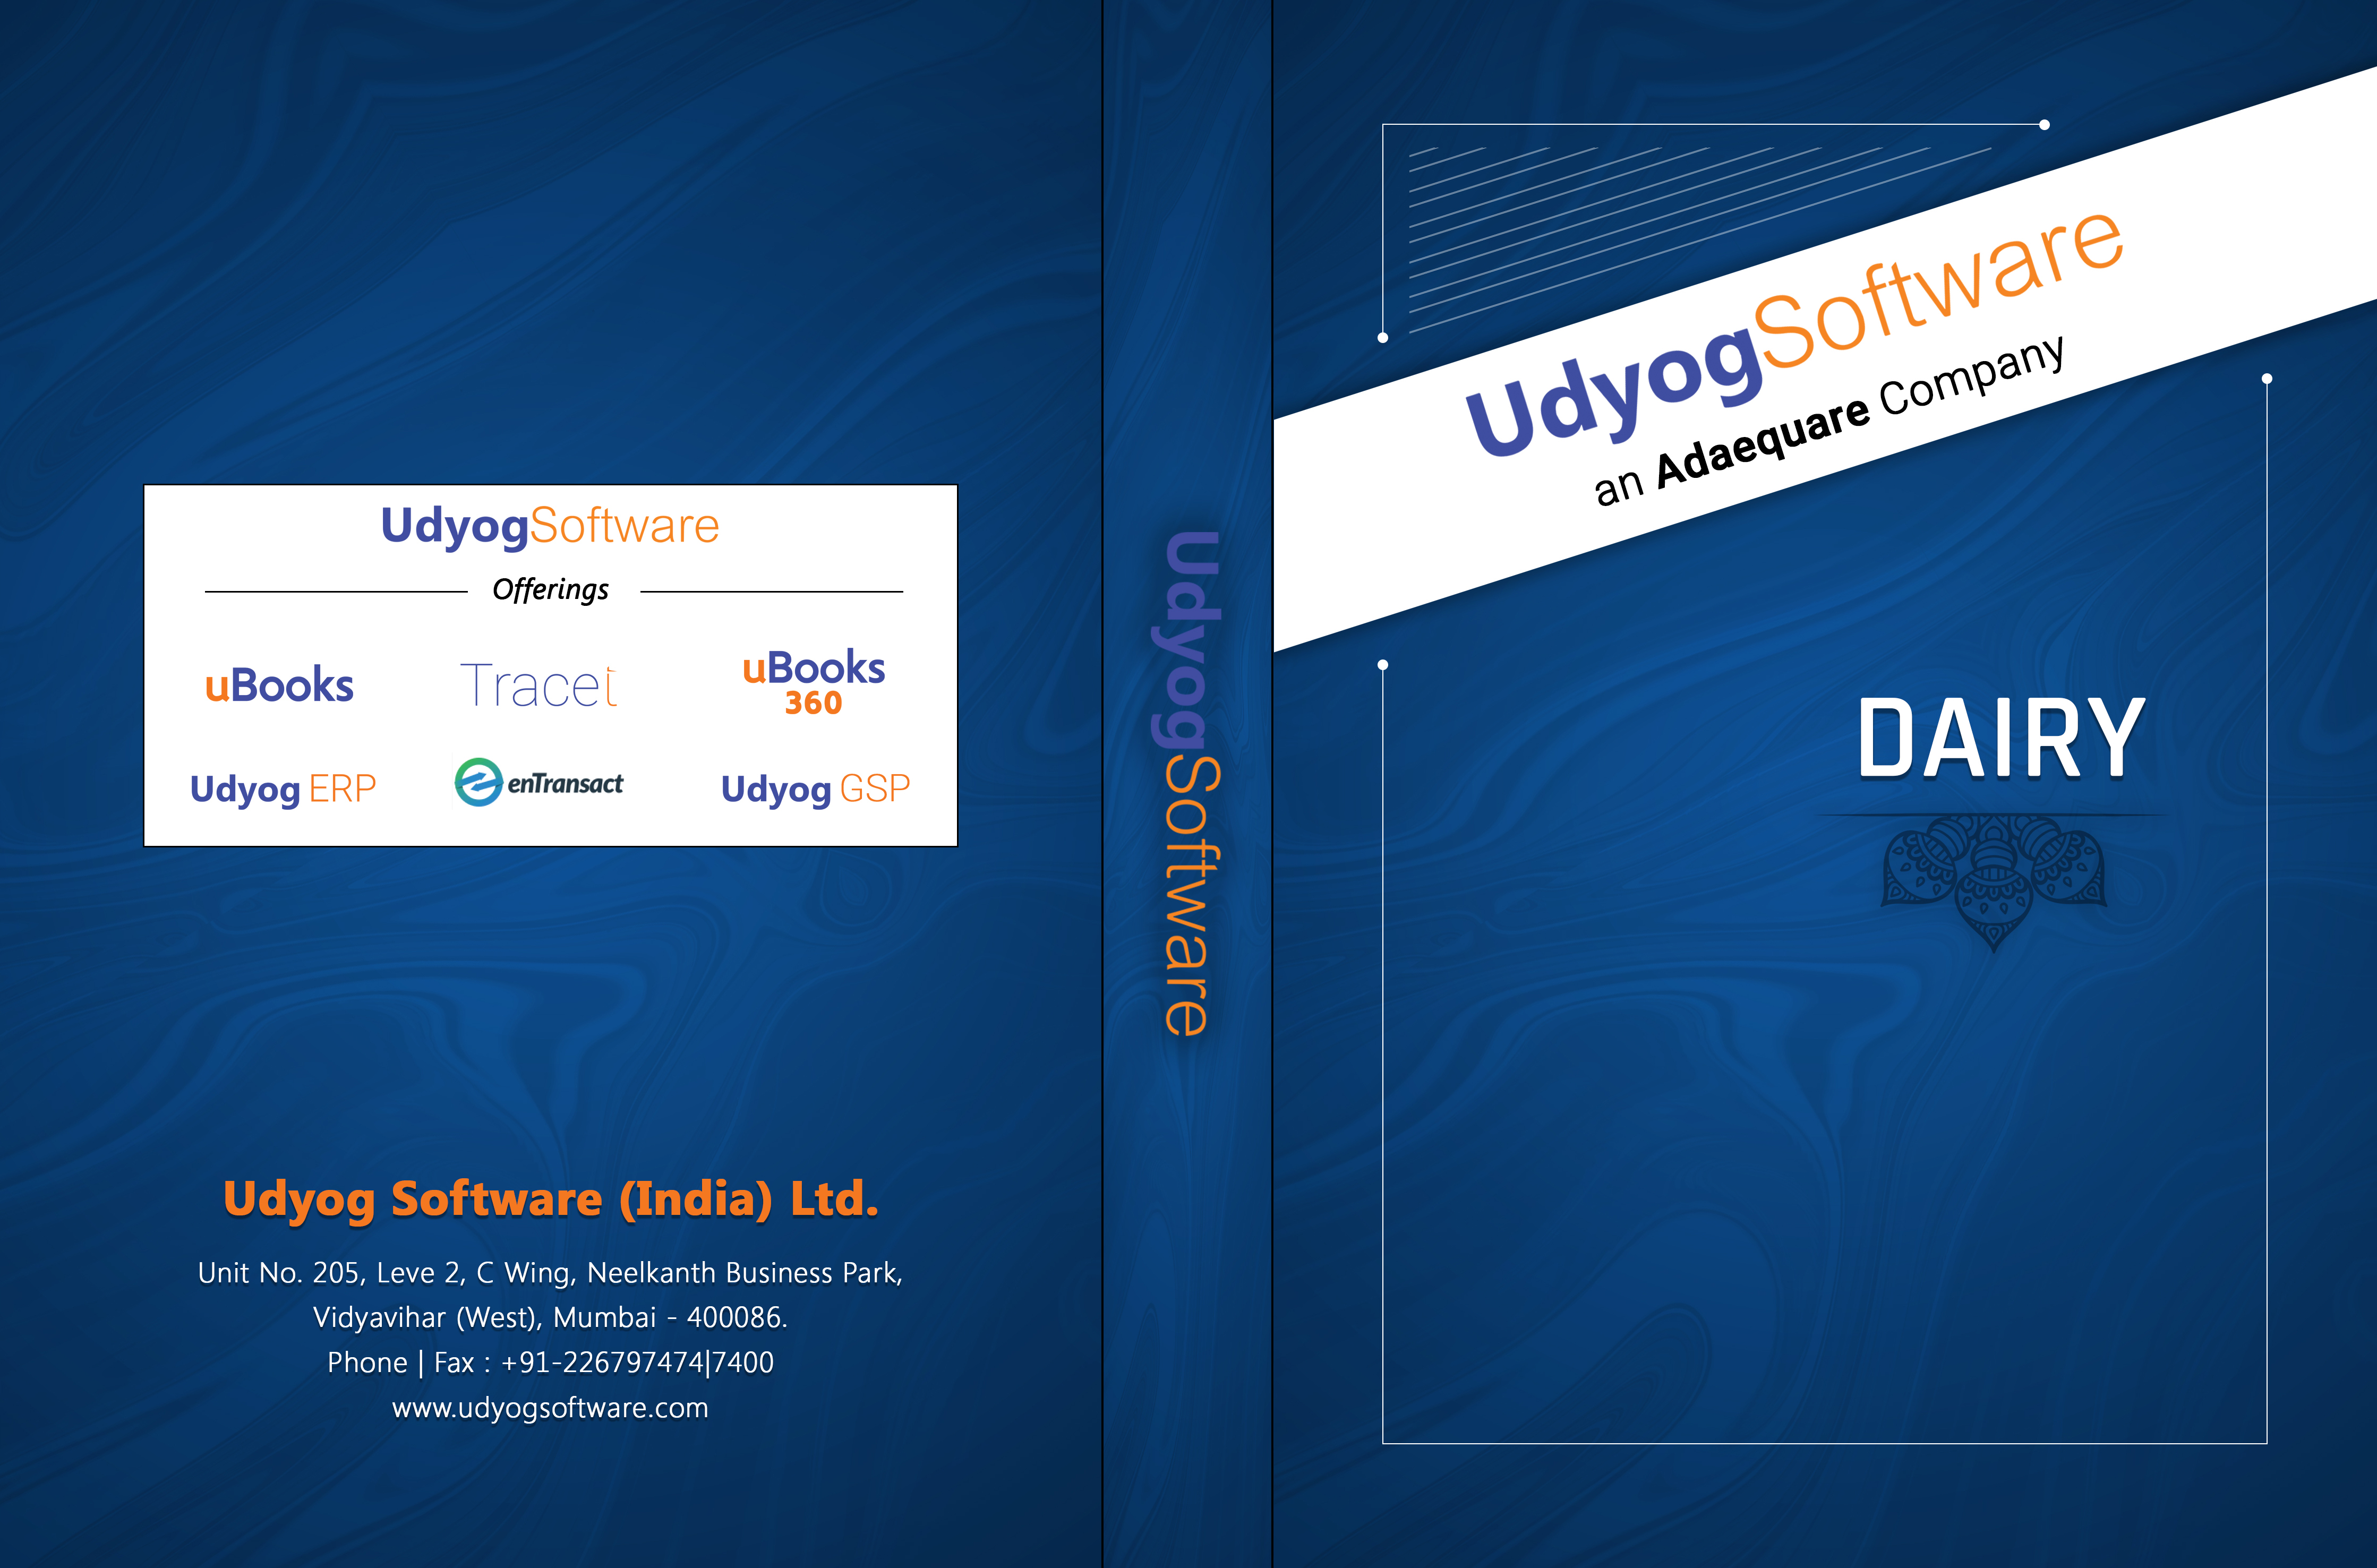 UdyogSoftware
Offerings
uBooks
Tracet
uBooks
360
Udyog ERP
enTransact
Udyog GSP
Udyog Software (India) Ltd.
Unit No. 205, Leve 2, C Wing, Neelkanth Business Park,
Vidyavihar (West), Mumbai - 400086.
Phone | Fax : +91-226797474|7400
www.udyogsoftware.com
UdyogSoftware
UdyogSoftware
an Adaequare Company
DAIRY